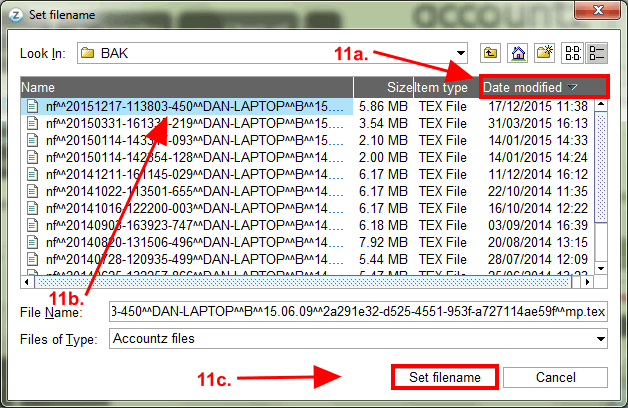 Set filename
accountz
Look In: BAK
11a.
Name Size Item type Date modified
nf^^20151217-113803-450^^DAN-LAPTOP^^B^^15.... 5.86 MB TEX File 17/12/2015 11:38
nf^^20150331-16133 -219^^DAN-LAPTOP^^B^^15.... 3.54 MB TEX File 31/03/2015 16:13
nf^^20150114-1433 -093^^DAN-LAPTOP^^B^^14.... 2.10 MB TEX File 14/01/2015 14:33
nf^^20150114-142354-128^^DAN-LAPTOP^^B^^14.... 2.00 MB TEX File 14/01/2015 14:24
nf^^20141211-16 145-029^^DAN-LAPTOP^^B^^14.... 6.17 MB TEX File 11/12/2014 16:12
nf^^20141022-113501-655^^DAN-LAPTOP^^B^^14.... 6.17 MB TEX File 22/10/2014 11:35
nf^^20141016-122200-003^^DAN-LAPTOP^^B^^14.... 6.17 MB TEX File 16/10/2014 12:22
nf^^20140903-163923-747^^DAN-LAPTOP^^B^^14.... 6.18 MB TEX File 03/09/2014 16:39
nf^^20140820-131506-496^^DAN-LAPTOP^^B^^14.... 7.92 MB TEX File 20/08/2014 13:15
nf^^20140728-120935-499^^DAN-LAPTOP^^B^^14.... 5.44 MB TEX File 28/07/2014 12:09
11b.
File Name: 3-450^^DAN-LAPTOP^^B^^15.06.09^^2a291e32-d525-4551-953f-a727114ae59f^^mp.tex
Files of Type: Accountz files
11c. Set filename Cancel